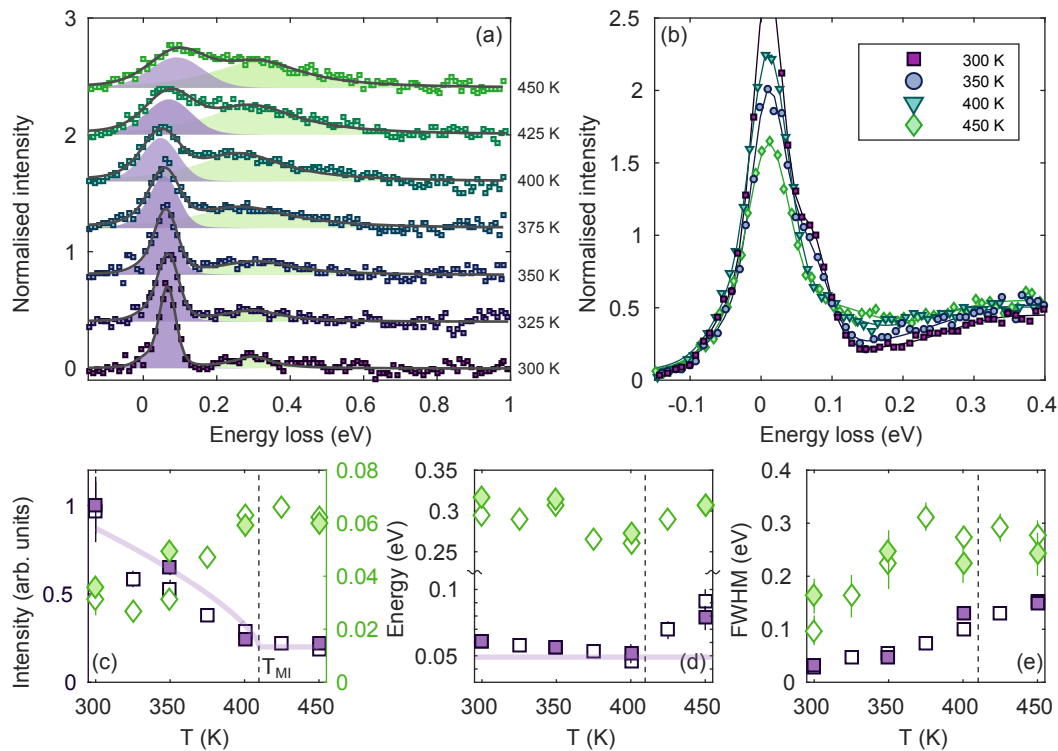 (a)
3
2
1
0
Normalised intensity
450 K
425 K
400 K
375 K
350 K
325 K
300 K
0 0.2 0.4 0.6 0.8 1
Energy loss (eV)
(b)
2.5
2
1.5
1
0.5
0
Normalised intensity
300 K
350 K
400 K
450 K
-0.1 0 0.1 0.2 0.3 0.4
Energy loss (eV)
1
0.5
0
Intensity (arb. units)
0.08
0.06
0.04
0.02
0
(c)
T_MI
300 350 400 450
T (K)
0.35
0.3
0.25
0.1
0.05
Energy (eV)
(d)
300 350 400 450
T (K)
0.4
0.3
0.2
0.1
0
FWHM (eV)
(e)
300 350 400 450
T (K)